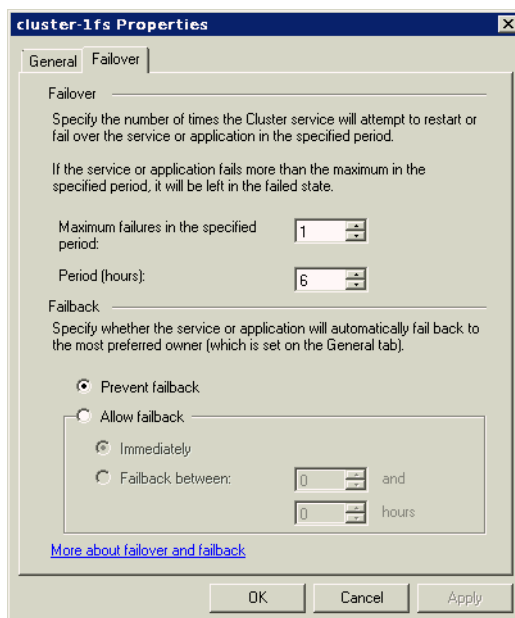 cluster-1fs Properties
General Failover
Failover
Specify the number of times the Cluster service will attempt to restart or
fail over the service or application in the specified period.
If the service or application fails more than the maximum in the
specified period, it will be left in the failed state.
Maximum failures in the specified
period:
1
Period (hours):
6
Failback
Specify whether the service or application will automatically fail back to
the most preferred owner (which is set on the General tab).
Prevent failback
Allow failback
Immediately
Failback between:
0
and
0
hours
More about failover and failback
OK Cancel Apply